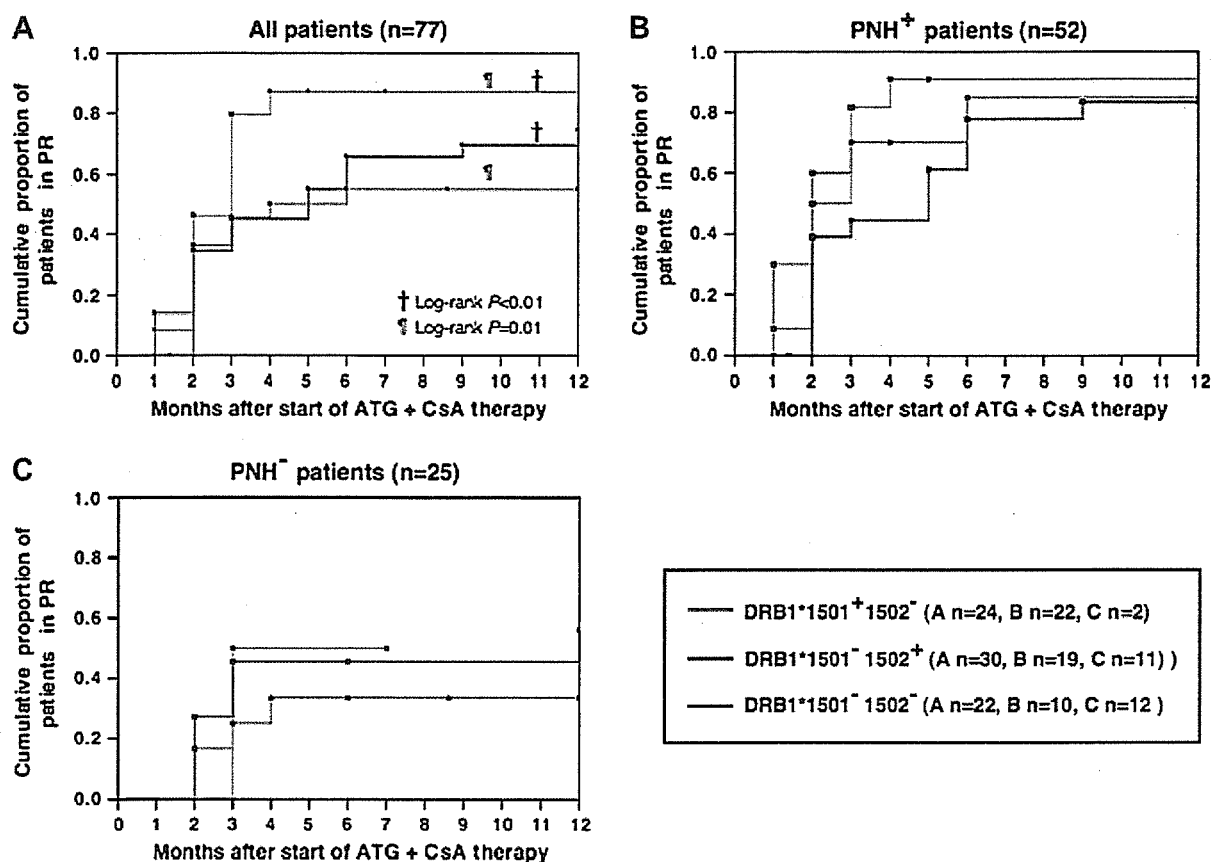 A
All patients (n=77)
Cumulative proportion of
patients in PR
1.0
0.8
0.6
0.4
0.2
0.0
¶ †
†
¶
† Log-rank P<0.01
¶ Log-rank P=0.01
0 1 2 3 4 5 6 7 8 9 10 11 12
Months after start of ATG + CsA therapy
B
PNH+ patients (n=52)
Cumulative proportion of
patients in PR
1.0
0.8
0.6
0.4
0.2
0.0
0 1 2 3 4 5 6 7 8 9 10 11 12
Months after start of ATG + CsA therapy
C
PNH- patients (n=25)
Cumulative proportion of
patients in PR
1.0
0.8
0.6
0.4
0.2
0.0
0 1 2 3 4 5 6 7 8 9 10 11 12
Months after start of ATG + CsA therapy
DRB1*1501+1502- (A n=24, B n=22, C n=2)
DRB1*1501- 1502+ (A n=30, B n=19, C n=11) )
DRB1*1501- 1502- (A n=22, B n=10, C n=12 )